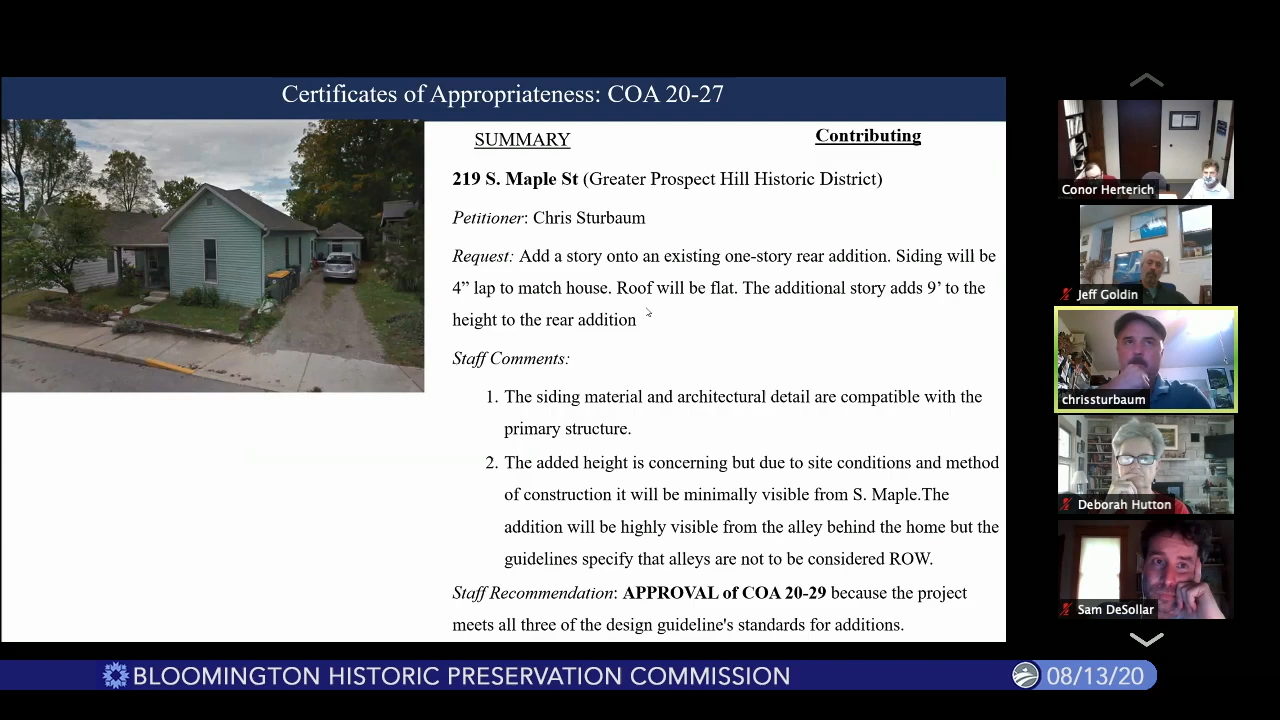 Certificates of Appropriateness: COA 20-27
SUMMARY
Contributing
219 S. Maple St (Greater Prospect Hill Historic District)
Petitioner: Chris Sturbaum
Request: Add a story onto an existing one-story rear addition. Siding will be
4” lap to match house. Roof will be flat. The additional story adds 9’ to the
height to the rear addition
Staff Comments:
1. The siding material and architectural detail are compatible with the
primary structure.
2. The added height is concerning but due to site conditions and method
of construction it will be minimally visible from S. Maple.The
addition will be highly visible from the alley behind the home but the
guidelines specify that alleys are not to be considered ROW.
Staff Recommendation: APPROVAL of COA 20-29 because the project
meets all three of the design guideline's standards for additions.
Conor Herterich
Jeff Goldin
chrissturbaum
Deborah Hutton
Sam DeSollar
BLOOMINGTON HISTORIC PRESERVATION COMMISSION
08/13/20